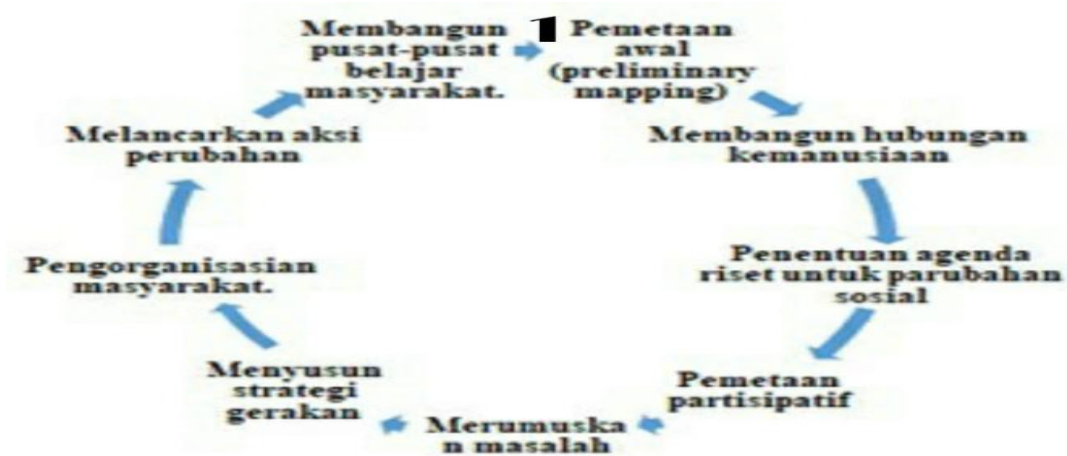 1
Pemetaan
awal
(preliminary
mapping)
Membangun hubungan
kemanusiaan
Penentuan agenda
riset untuk parubahan
sosial
Pemetaan
partisipatif
Merumuska
n masalah
Menyusun
strategi
gerakan
Pengorganisasian
masyarakat.
Melancarkan aksi
perubahan
Membangun
pusat-pusat
belajar
masyarakat.